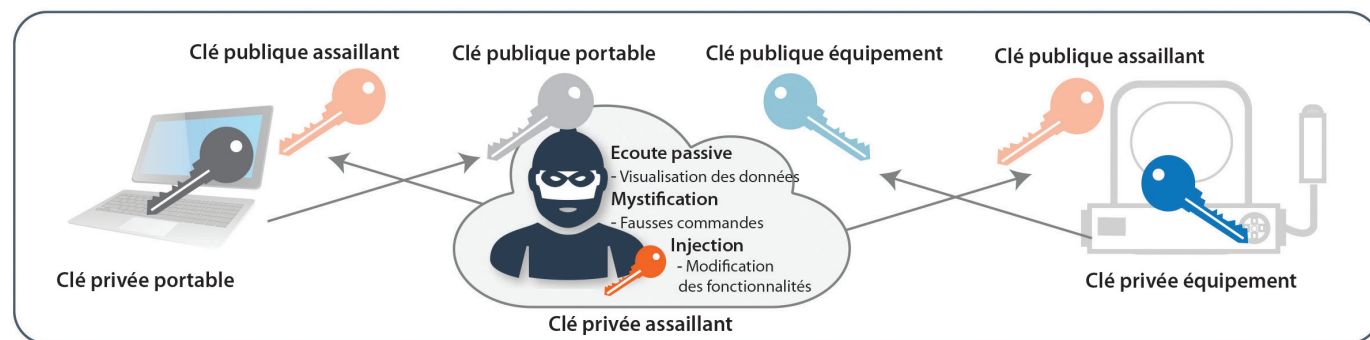 Clé publique assaillant
Clé publique portable
Clé publique équipement
Clé publique assaillant
Ecoute passive
- Visualisation des données
Mystification
- Fausses commandes
Injection
- Modification
des fonctionnalités
Clé privée portable
Clé privée assaillant
Clé privée équipement